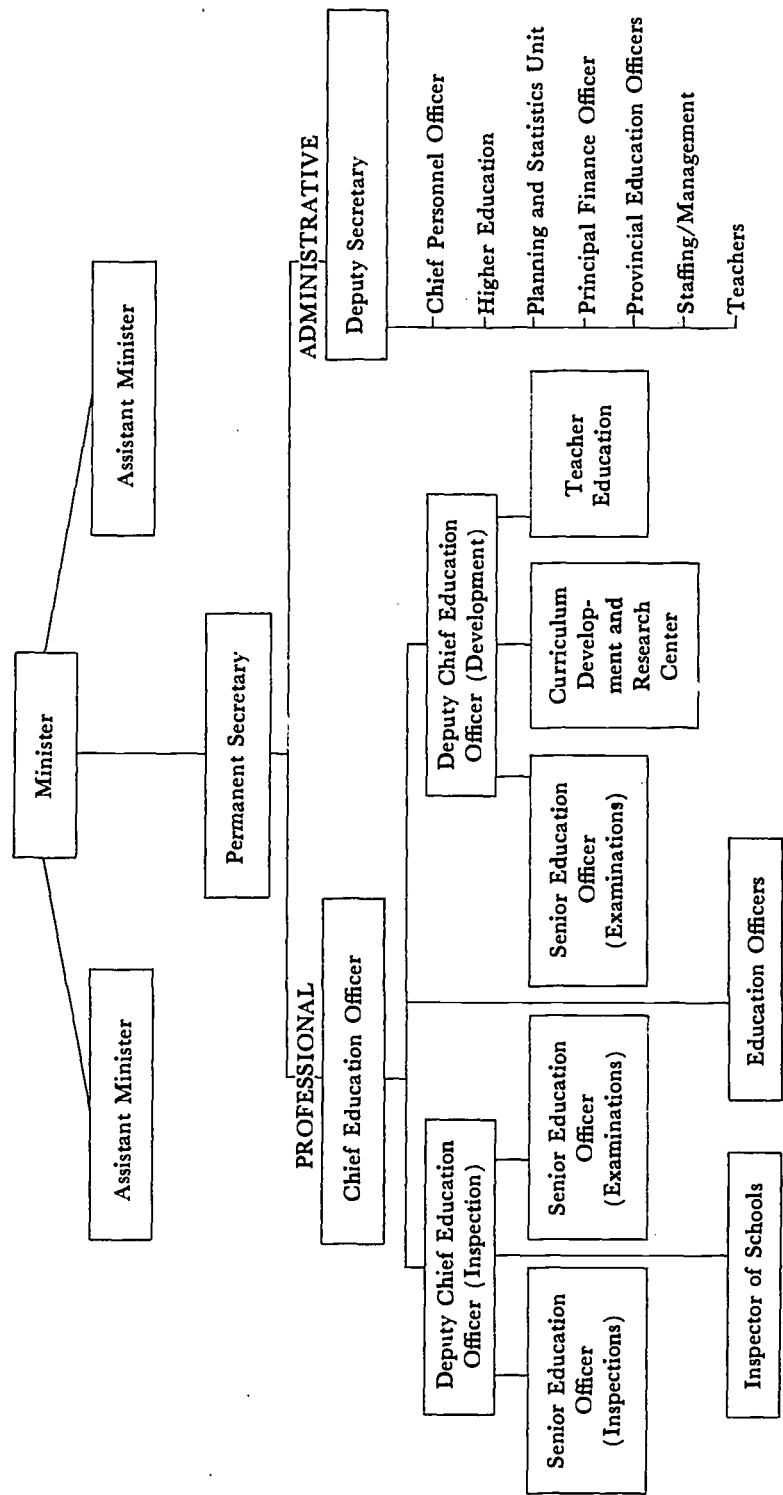 Minister
Assistant Minister
Assistant Minister
Permanent Secretary
PROFESSIONAL
ADMINISTRATIVE
Chief Education Officer
Deputy Secretary
Deputy Chief Education
Officer (Inspection)
Deputy Chief Education
Officer (Development)
Chief Personnel Officer
Higher Education
Planning and Statistics Unit
Principal Finance Officer
Provincial Education Officers
Staffing/Management
Teachers
Senior Education
Officer
(Inspections)
Senior Education
Officer
(Examinations)
Senior Education
Officer
(Examinations)
Curriculum
Develop-
ment and
Research
Center
Teacher
Education
Inspector of Schools
Education Officers